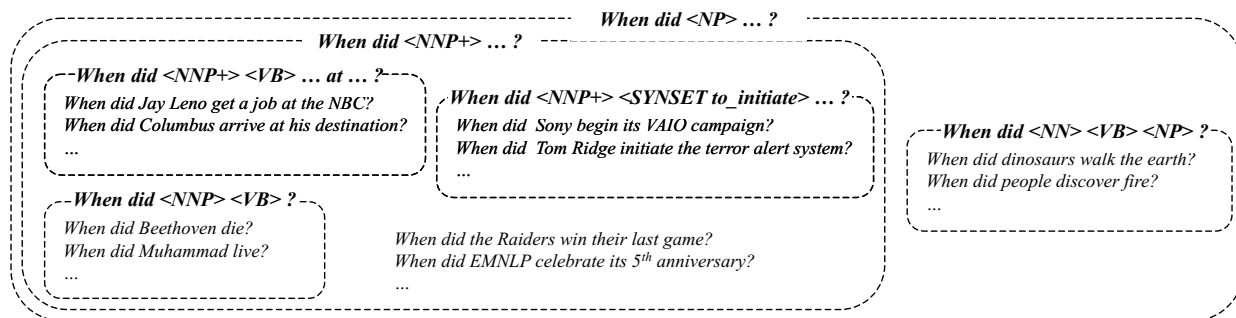 When did <NP> … ?
When did <NNP+> … ?
When did <NNP+> <VB> … at … ?
When did Jay Leno get a job at the NBC?
When did Columbus arrive at his destination?
…
When did <NNP+> <SYNSET to_initiate> … ?
When did Sony begin its VAIO campaign?
When did Tom Ridge initiate the terror alert system?
…
When did <NN> <VB> <NP> ?
When did dinosaurs walk the earth?
When did people discover fire?
…
When did <NNP> <VB> ?
When did Beethoven die?
When did Muhammad live?
…
When did the Raiders win their last game?
When did EMNLP celebrate its 5th anniversary?
…